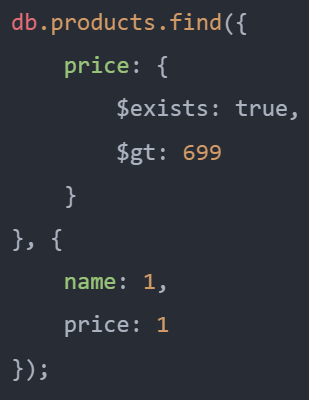 db.products.find({
    price: {
        $exists: true,
        $gt: 699
    }
}, {
    name: 1,
    price: 1
});